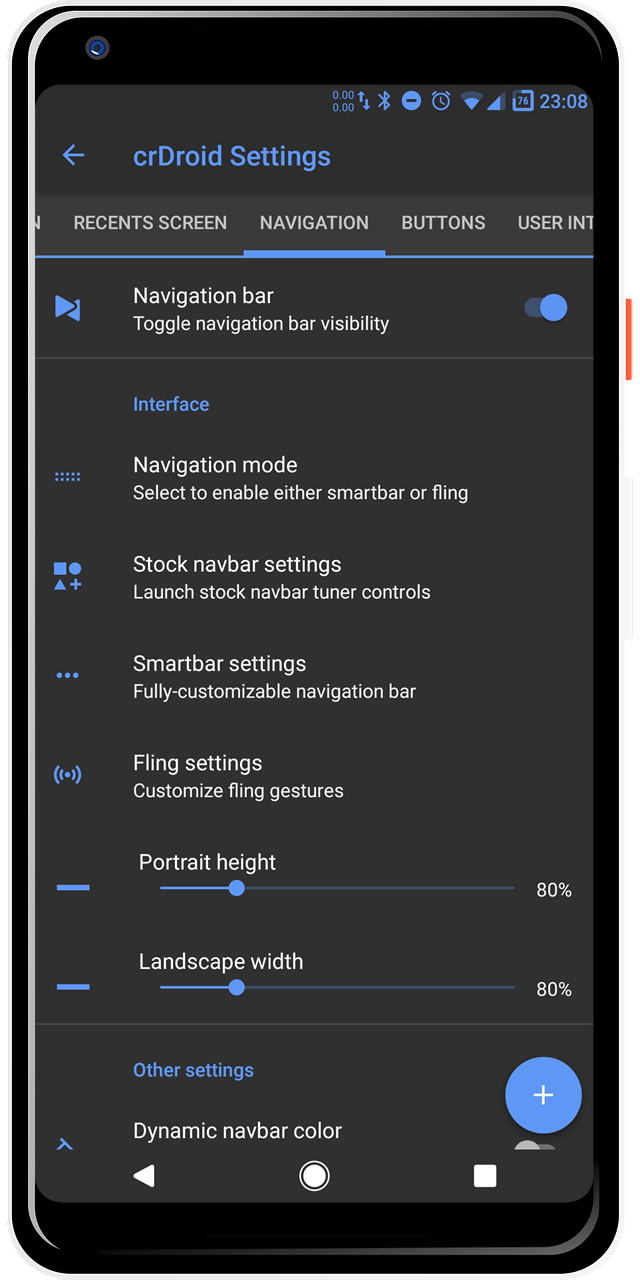 0.00
0.00
76 23:08
crDroid Settings
N RECENTS SCREEN NAVIGATION BUTTONS USER INT
Navigation bar
Toggle navigation bar visibility
Interface
Navigation mode
Select to enable either smartbar or fling
Stock navbar settings
Launch stock navbar tuner controls
Smartbar settings
Fully-customizable navigation bar
Fling settings
Customize fling gestures
Portrait height
80%
Landscape width
80%
Other settings
Dynamic navbar color